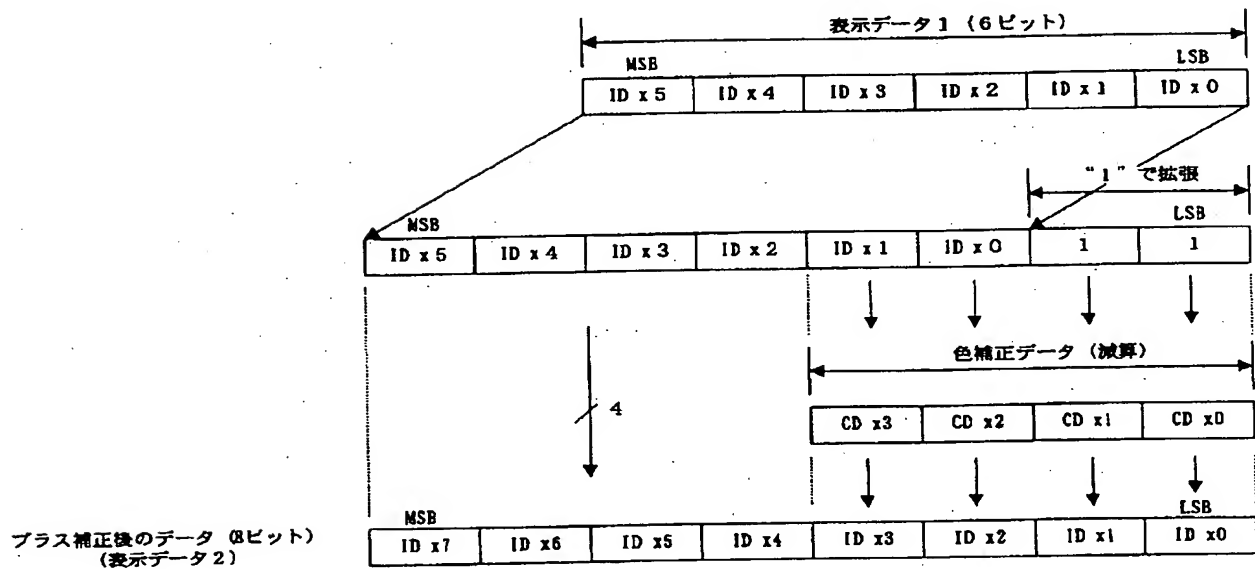 表示データ1 (6ビット)
MSB LSB
ID x 5 ID x 4 ID x 3 ID x 2 ID x 1 ID x 0
"1" で拡張
MSB LSB
ID x 5 ID x 4 ID x 3 ID x 2 ID x 1 ID x 0 1 1
色補正データ (減算)
4
CD x3 CD x2 CD x1 CD x0
MSB LSB
プラス補正後のデータ (8ビット)
(表示データ2)
ID x7 ID x6 ID x5 ID x4 ID x3 ID x2 ID x1 ID x0